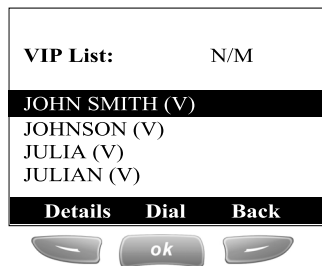 VIP List: N/M
JOHN SMITH (V)
JOHNSON (V)
JULIA (V)
JULIAN (V)
Details Dial Back
ok